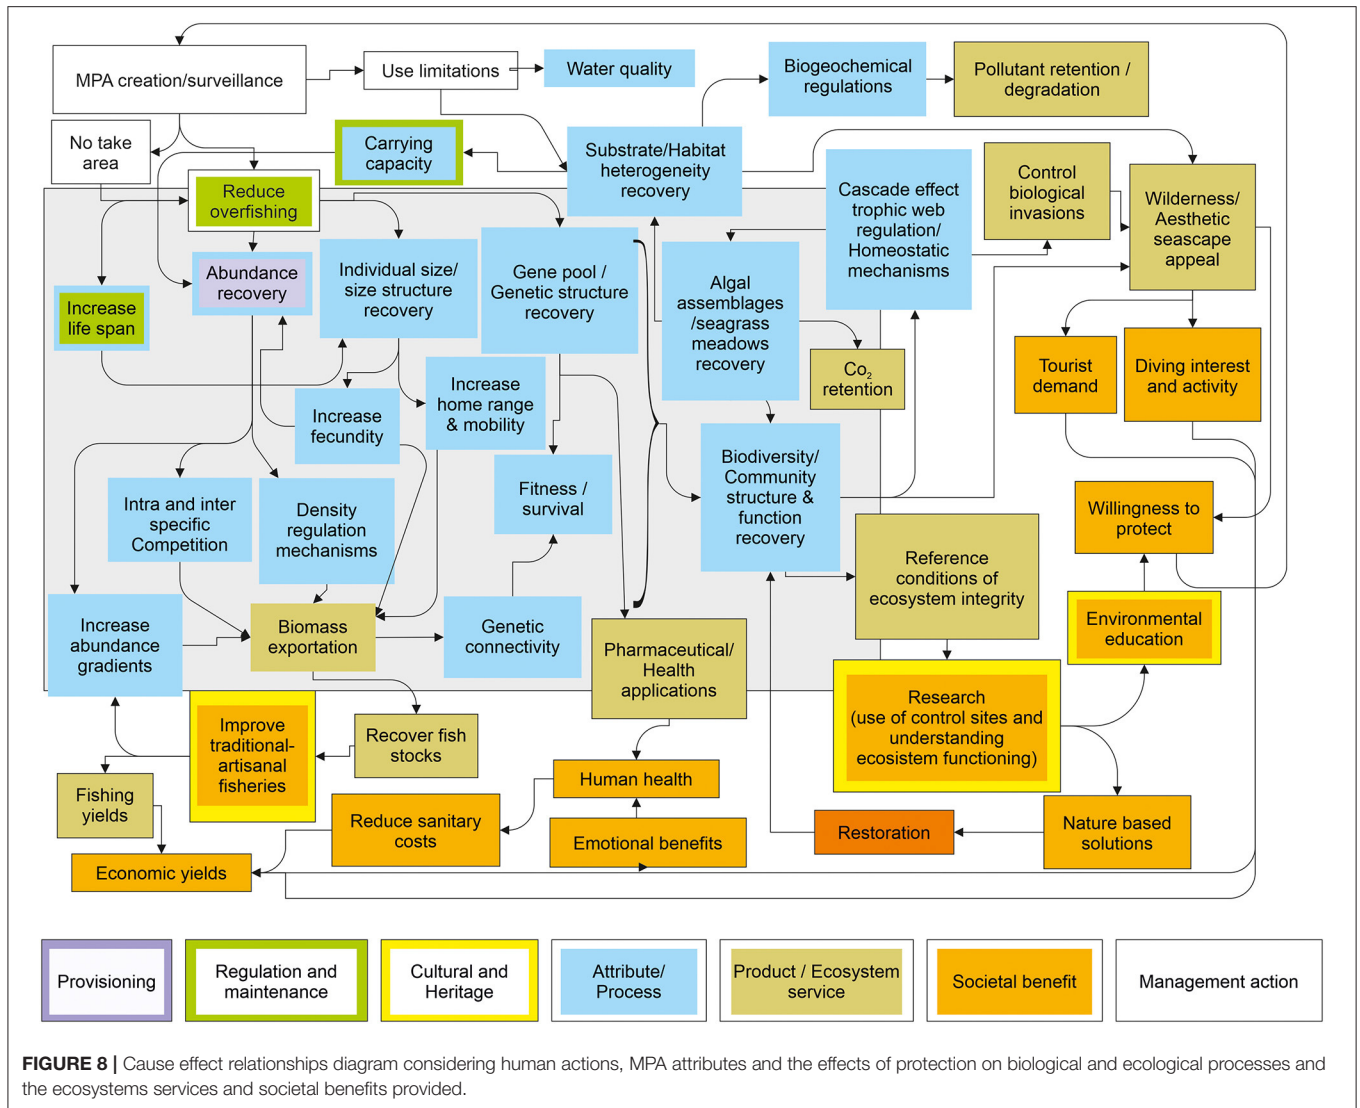 MPA creation/surveillance
Use limitations
Water quality
Biogeochemical
regulations
Pollutant retention /
degradation
No take
area
Carrying
capacity
Substrate/Habitat
heterogeneity
recovery
Cascade effect
trophic web
regulation/
Homeostatic
mechanisms
Control
biological
invasions
Wilderness/
Aesthetic
seascape
appeal
Reduce
overfishing
Abundance
recovery
Individual size/
size structure
recovery
Gene pool /
Genetic structure
recovery
Algal
assemblages
/seagrass
meadows
recovery
Increase
life span
Co2
retention
Tourist
demand
Diving interest
and activity
Increase
fecundity
Increase
home range
& mobility
Biodiversity/
Community
structure &
function
recovery
Intra and inter
specific
Competition
Density
regulation
mechanisms
Fitness /
survival
Willingness to
protect
Reference
conditions of
ecosystem integrity
Increase
abundance
gradients
Biomass
exportation
Genetic
connectivity
Pharmaceutical/
Health
applications
Environmental
education
Research
(use of control sites and
understanding
ecosistem functioning)
Improve
traditional-
artisanal
fisheries
Recover fish
stocks
Fishing
yields
Human health
Reduce sanitary
costs
Emotional benefits
Restoration
Nature based
solutions
Economic yields
Provisioning
Regulation and
maintenance
Cultural and
Heritage
Attribute/
Process
Product / Ecosystem
service
Societal benefit
Management action
FIGURE 8 | Cause effect relationships diagram considering human actions, MPA attributes and the effects of protection on biological and ecological processes and
the ecosystems services and societal benefits provided.